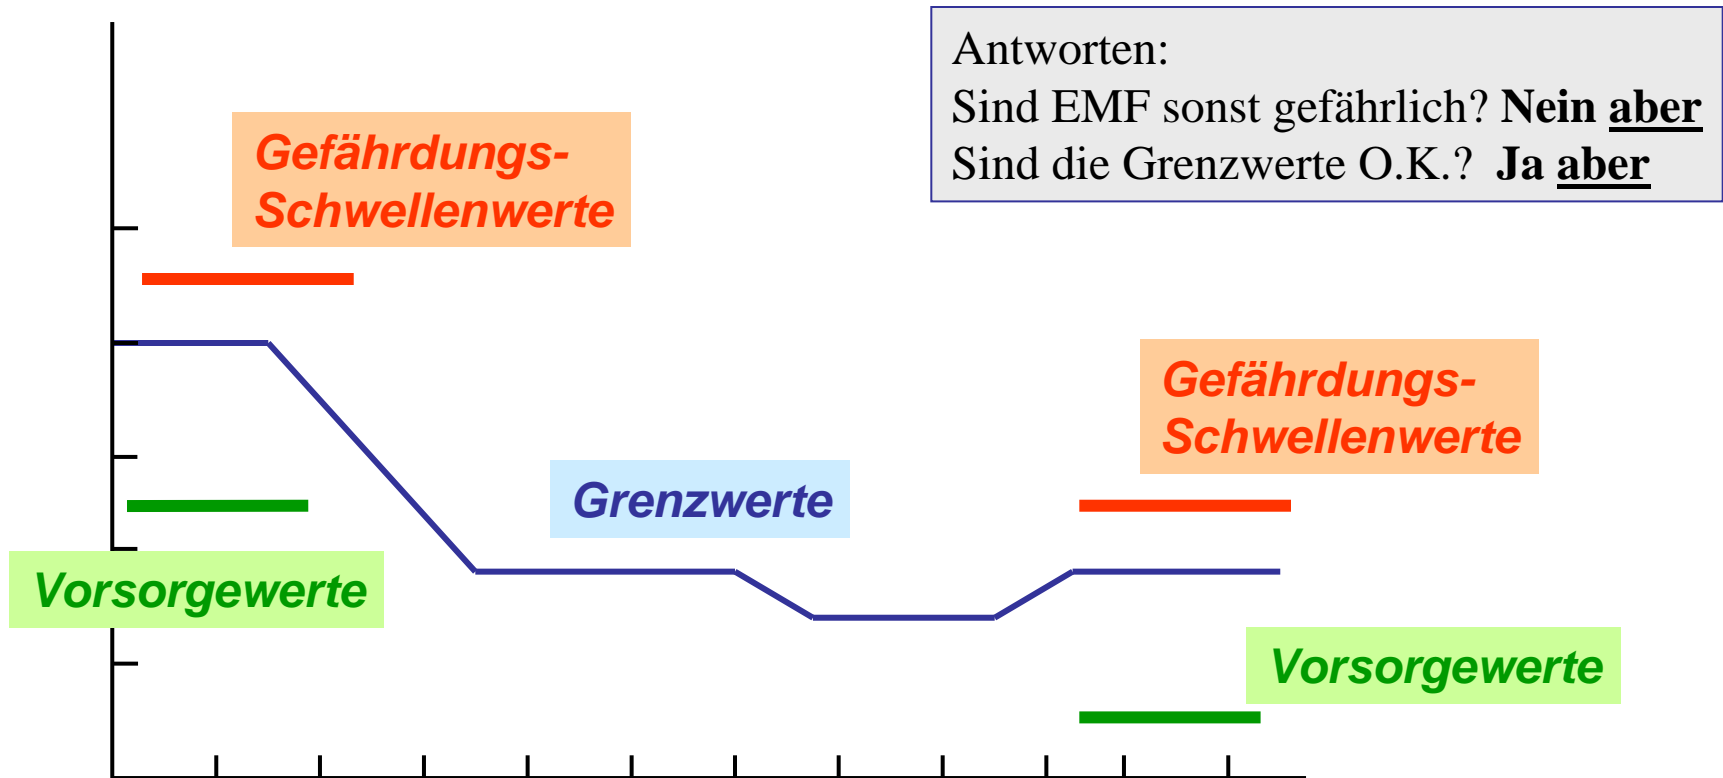 Antworten:
Sind EMF sonst gefährlich? Nein aber
Sind die Grenzwerte O.K.? Ja aber
Gefährdungs-
Schwellenwerte
Gefährdungs-
Schwellenwerte
Grenzwerte
Vorsorgewerte
Vorsorgewerte